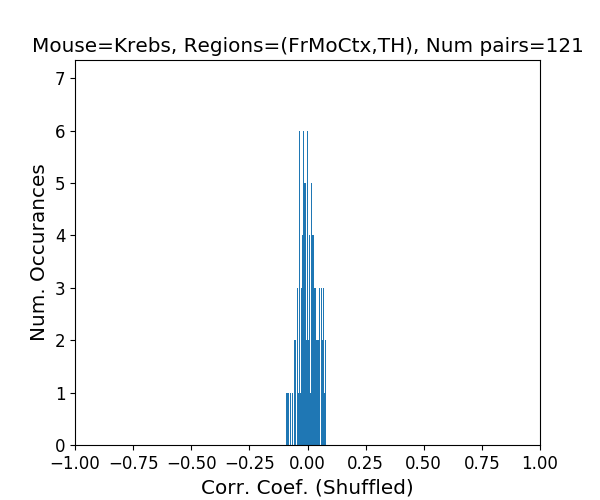 Mouse=Krebs, Regions=(FrMoCtx,TH), Num pairs=121
7
6
5
4
3
2
1
0
Num. Occurances
−1.00 −0.75 −0.50 −0.25 0.00 0.25 0.50 0.75 1.00
Corr. Coef. (Shuffled)